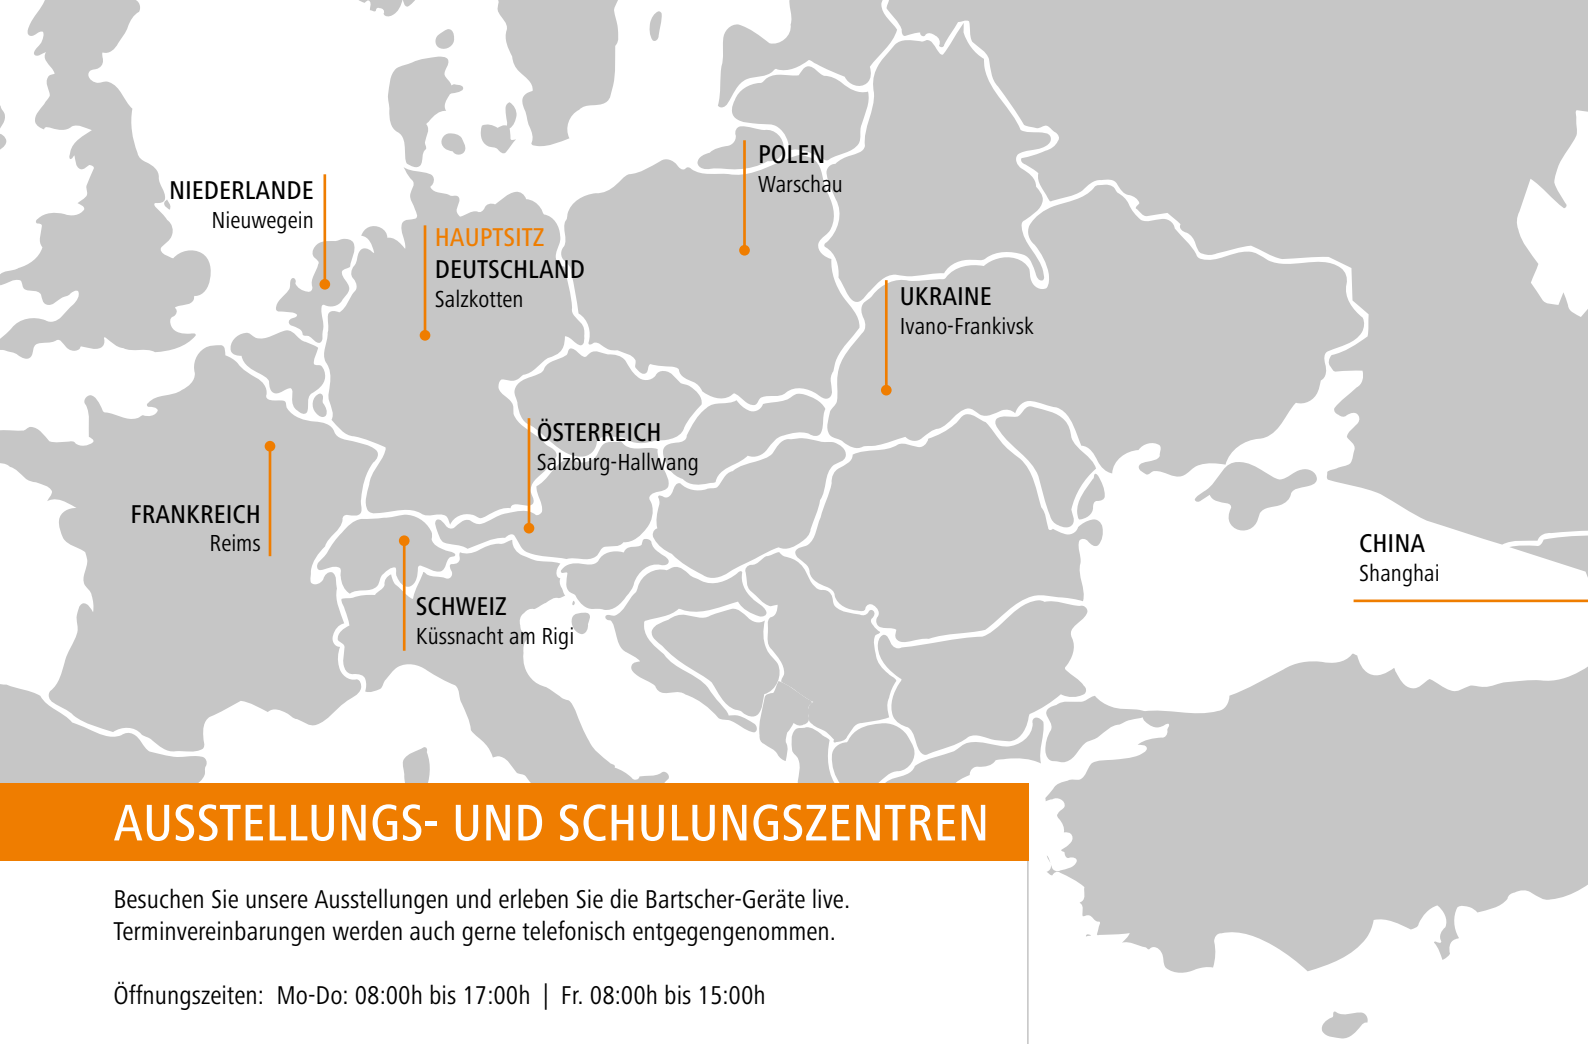 POLEN
Warschau
NIEDERLANDE
Nieuwegein
HAUPTSITZ
DEUTSCHLAND
Salzkotten
UKRAINE
Ivano-Frankivsk
ÖSTERREICH
Salzburg-Hallwang
FRANKREICH
Reims
CHINA
Shanghai
SCHWEIZ
Küssnacht am Rigi
AUSSTELLUNGS- UND SCHULUNGSZENTREN
Besuchen Sie unsere Ausstellungen und erleben Sie die Bartscher-Geräte live.
Terminvereinbarungen werden auch gerne telefonisch entgegengenommen.
Öffnungszeiten: Mo-Do: 08:00h bis 17:00h | Fr. 08:00h bis 15:00h